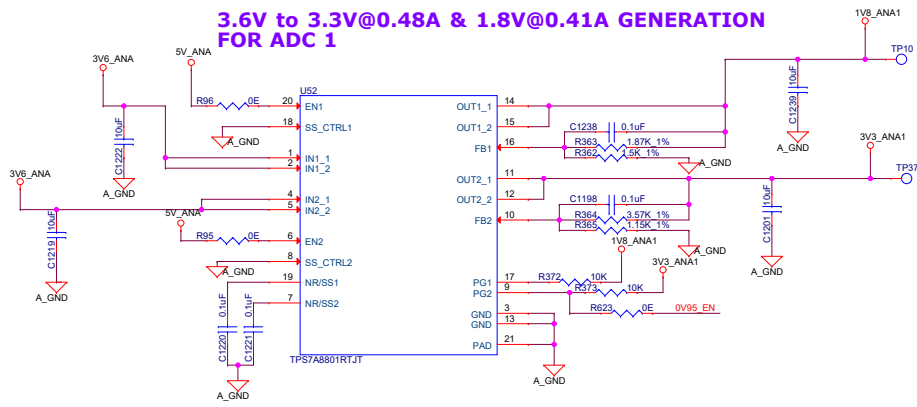 3.6V to 3.3V@0.48A & 1.8V@0.41A GENERATION
FOR ADC 1
1V8_ANA1
TP10
3V6_ANA
5V_ANA
U52
R96 0E
20 EN1
18 SS_CTRL1
A_GND
1 IN1_1
2 IN1_2
C1222 10uF
A_GND
3V6_ANA
4 IN2_1
5 IN2_2
C1219 10uF
A_GND
5V_ANA
R95 0E
6 EN2
8 SS_CTRL2
A_GND
19 NR/SS1
7 NR/SS2
C1220 0.1uF
C1221 0.1uF
A_GND
TPS7A8801RTJT
OUT1_1 14
OUT1_2 15
FB1 16
C1238 0.1uF
R363 1.87K_1%
R362 1.5K_1%
A_GND
C1239 10uF
A_GND
3V3_ANA1
TP37
OUT2_1 11
OUT2_2 12
FB2 10
C1198 0.1uF
R364 3.57K_1%
R365 1.15K_1%
A_GND
C1201 10uF
A_GND
1V8_ANA1
3V3_ANA1
PG1 17
R372 10K
PG2 9
R373 10K
R623 0E 0V95_EN
GND 3
GND 13
PAD 21
A_GND